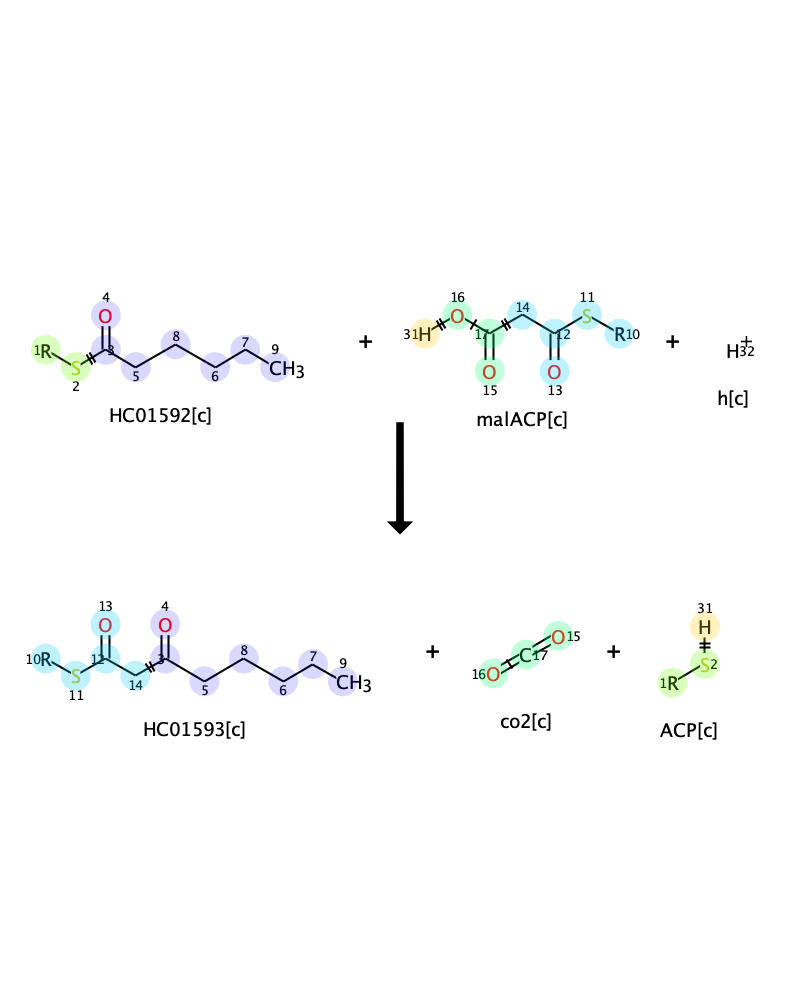 4 16 14 11
O O S
1R 3 8 7 9 + 31H 17 12 R10 + H+32
S 5 6 CH3 O O
2 15 13 h[c]
HC01592[c] malACP[c]
13 4 31
O O H
10R 12 3 8 7 9 + O15 + S2
S 14 5 6 CH3 16O C17 1R
11
HC01593[c] co2[c] ACP[c]